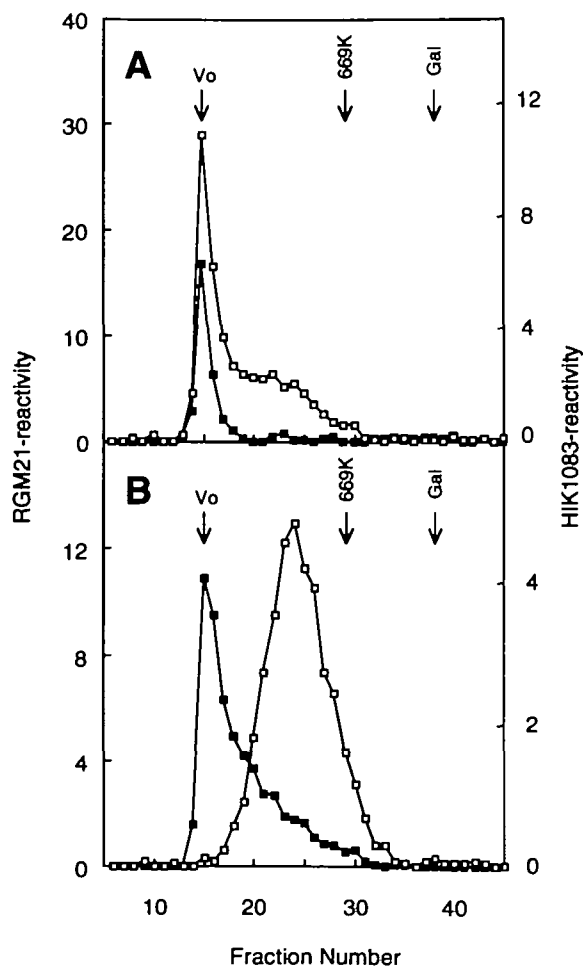 A
Vo
669K
Gal
40
30
20
10
0
12
8
4
0
B
Vo
669K
Gal
12
8
4
0
4
2
0
RGM21-reactivity
HIK1083-reactivity
10 20 30 40
Fraction Number